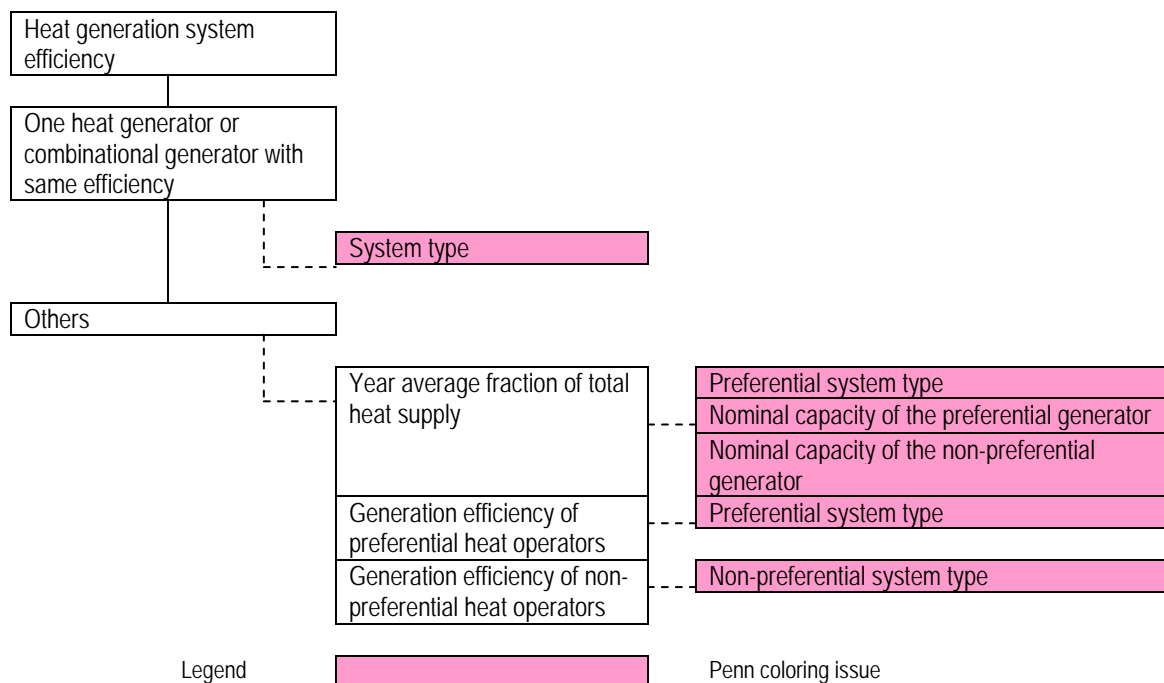 Heat generation system
efficiency
One heat generator or
combinational generator with
same efficiency
System type
Others
Year average fraction of total
heat supply
Preferential system type
Nominal capacity of the preferential generator
Nominal capacity of the non-preferential
generator
Generation efficiency of
preferential heat operators
Preferential system type
Generation efficiency of non-
preferential heat operators
Non-preferential system type
Legend
Penn coloring issue